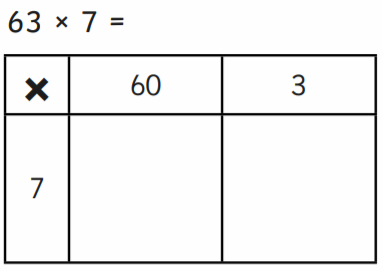 63 × 7 =
× 60 3
7